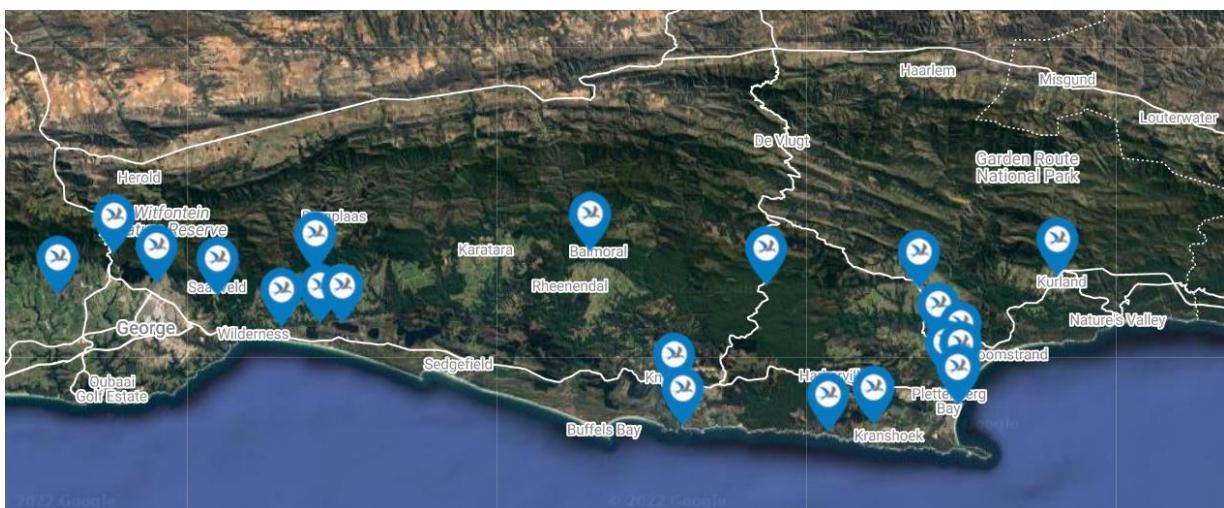 Haarlem
Misgund
Louterwater
De Vlugt
Garden Route
National Park
Herold
Witfontein
Reserve
Karatara
Balmoral
Rheenendal
Kurland
George
Wilderness
Nature's Valley
Sedgefield
Oubaai
Golf Estate
Buffels Bay
Kranshoek
Bay
2022 Google
© 2022 Google